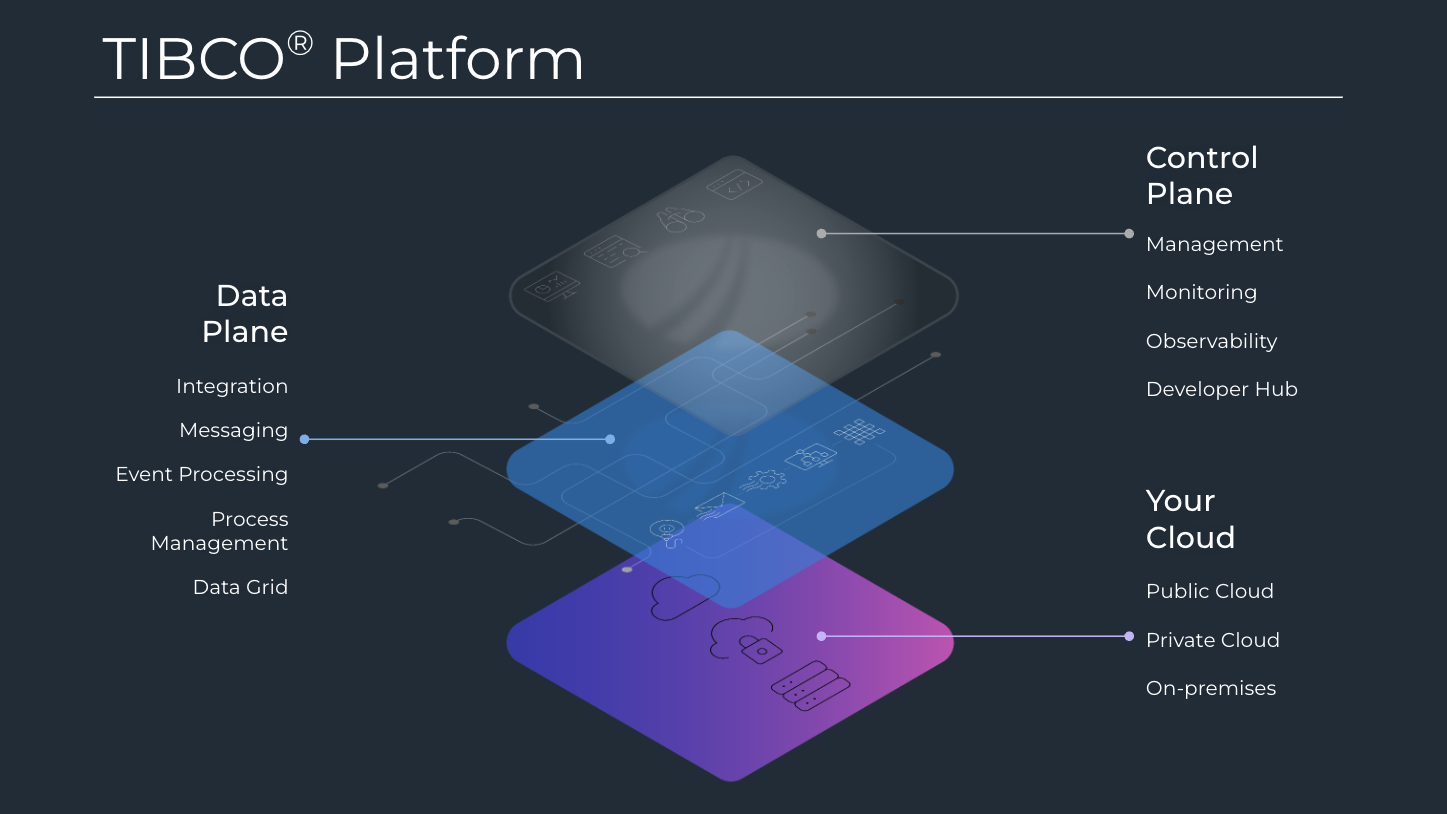 TIBCO® Platform
Control
Plane
Management
Monitoring
Observability
Developer Hub
Data
Plane
Integration
Messaging
Event Processing
Process
Management
Data Grid
Your
Cloud
Public Cloud
Private Cloud
On-premises